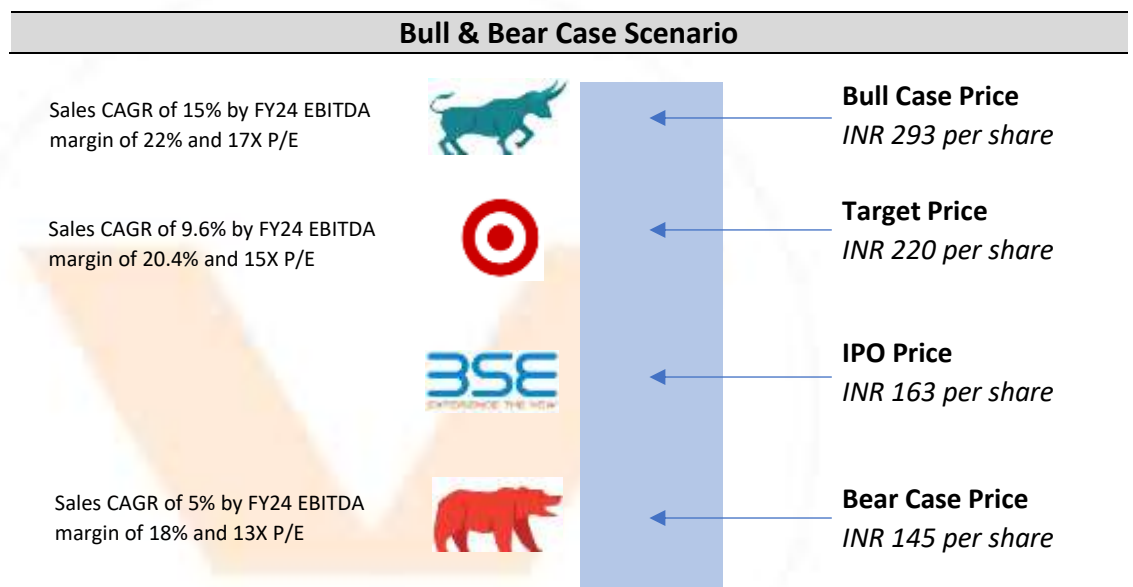 Bull & Bear Case Scenario
Sales CAGR of 15% by FY24 EBITDA
margin of 22% and 17X P/E
Bull Case Price
INR 293 per share
Sales CAGR of 9.6% by FY24 EBITDA
margin of 20.4% and 15X P/E
Target Price
INR 220 per share
BSE
EXPERIENCE THE NEW
IPO Price
INR 163 per share
Sales CAGR of 5% by FY24 EBITDA
margin of 18% and 13X P/E
Bear Case Price
INR 145 per share